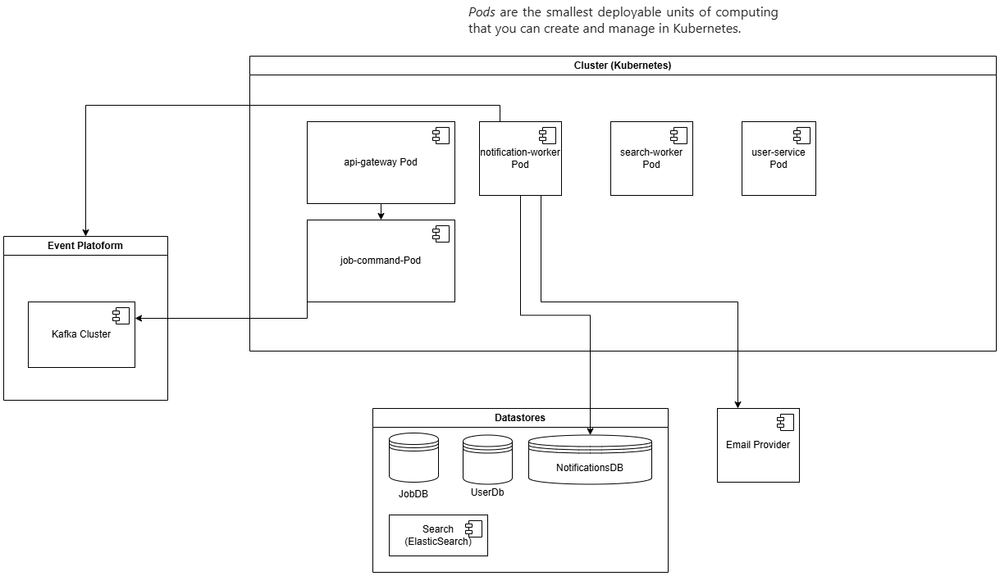 Pods are the smallest deployable units of computing
that you can create and manage in Kubernetes.
Cluster (Kubernetes)
api-gateway Pod
notification-worker
Pod
search-worker
Pod
user-service
Pod
job-command-Pod
Event Platoform
Kafka Cluster
Datastores
JobDB
UserDb
NotificationsDB
Search
(ElasticSearch)
Email Provider